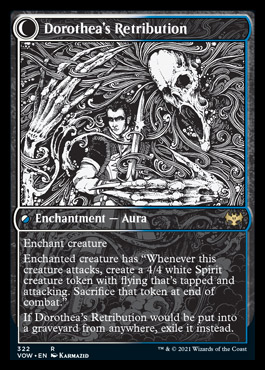 Dorothea's Retribution
Enchantment — Aura
Enchant creature
Enchanted creature has "Whenever this
creature attacks, create a 4/4 white Spirit
creature token with flying that's tapped and
attacking. Sacrifice that token at end of
combat."
If Dorothea's Retribution would be put into
a graveyard from anywhere, exile it instead.
322 R
VOW • EN KARMAZID
™ & © 2021 Wizards of the Coast